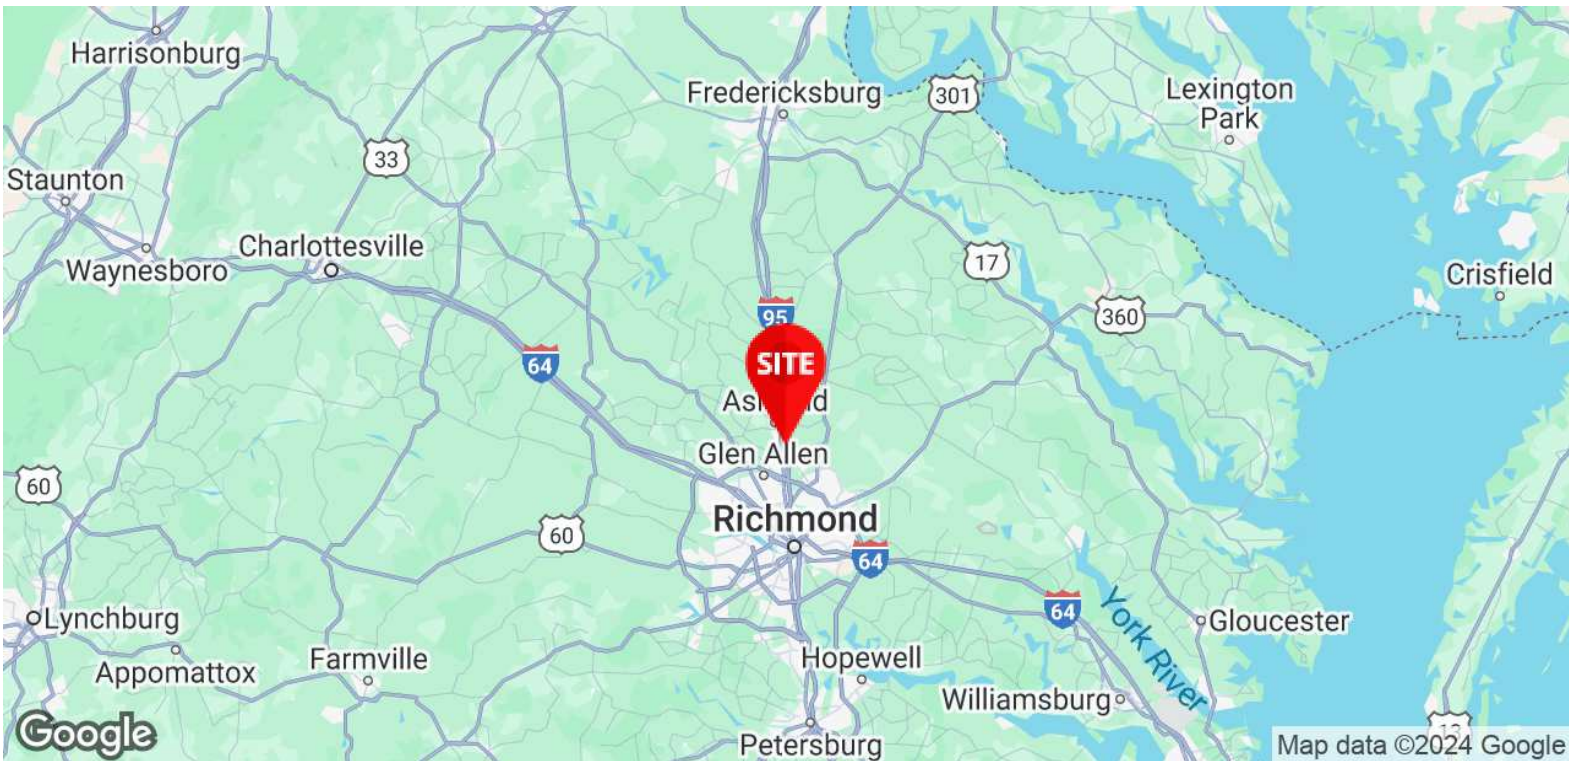 Harrisonburg
Fredericksburg
301
Lexington
Park
33
Staunton
Charlottesville
Waynesboro
17
Crisfield
95
360
64
SITE
Glen Allen
60
Richmond
60
64
64
York River
Lynchburg
Gloucester
Appomattox
Farmville
Hopewell
Williamsburg
Petersburg
13
Google
Map data ©2024 Google